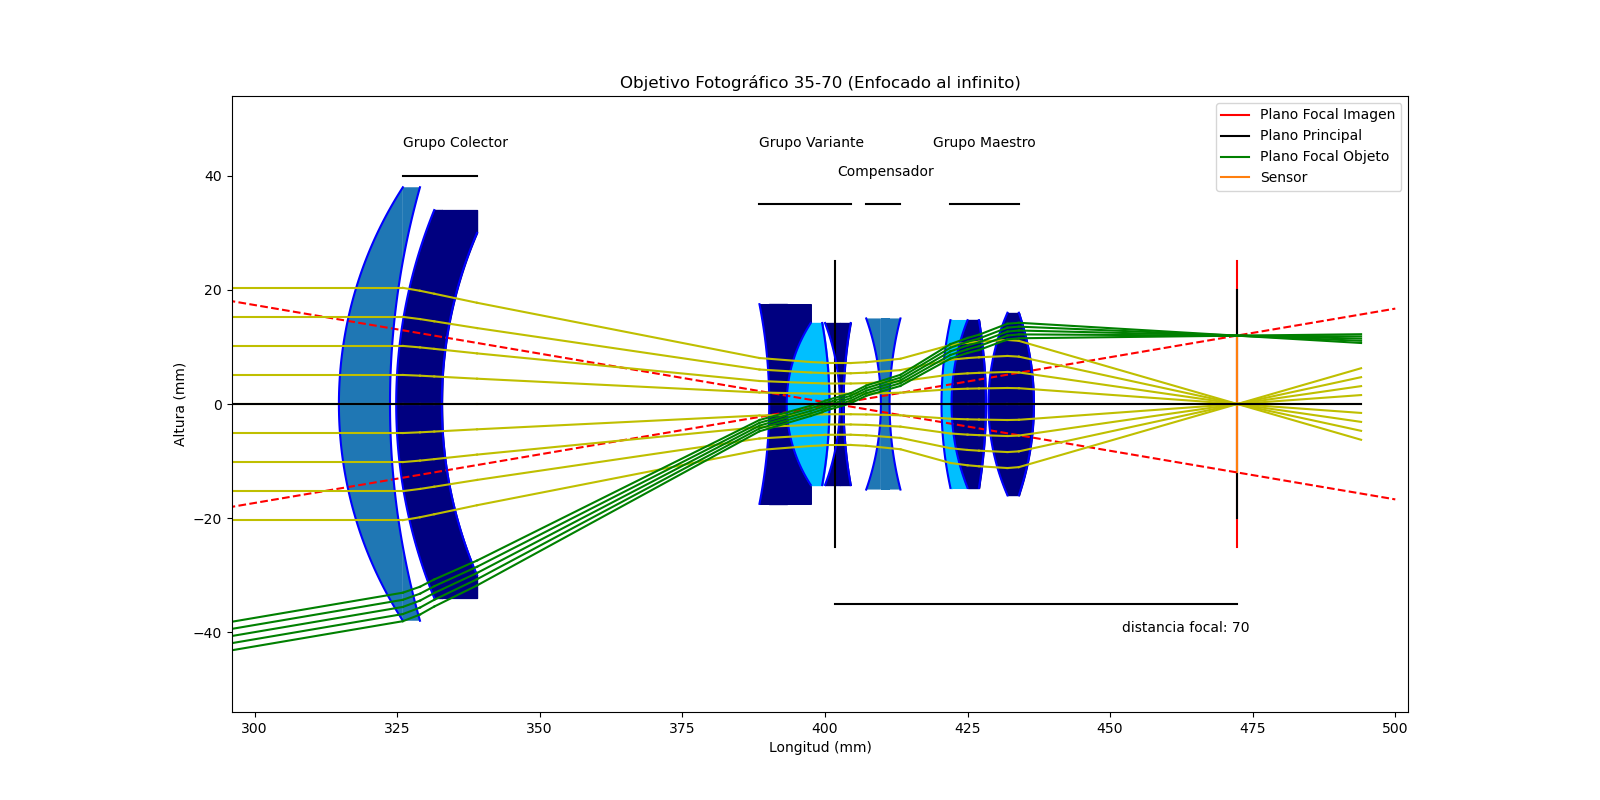 Objetivo Fotográfico 35-70 (Enfocado al infinito)
Plano Focal Imagen
Plano Principal
Plano Focal Objeto
Sensor
Grupo Colector
Grupo Variante
Grupo Maestro
Compensador
40
20
0
−20
−40
Altura (mm)
distancia focal: 70
300
325
350
375
400
425
450
475
500
Longitud (mm)